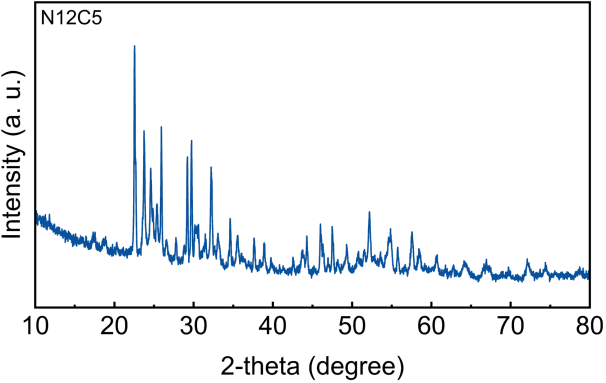 N12C5
Intensity (a. u.)
10 20 30 40 50 60 70 80
2-theta (degree)